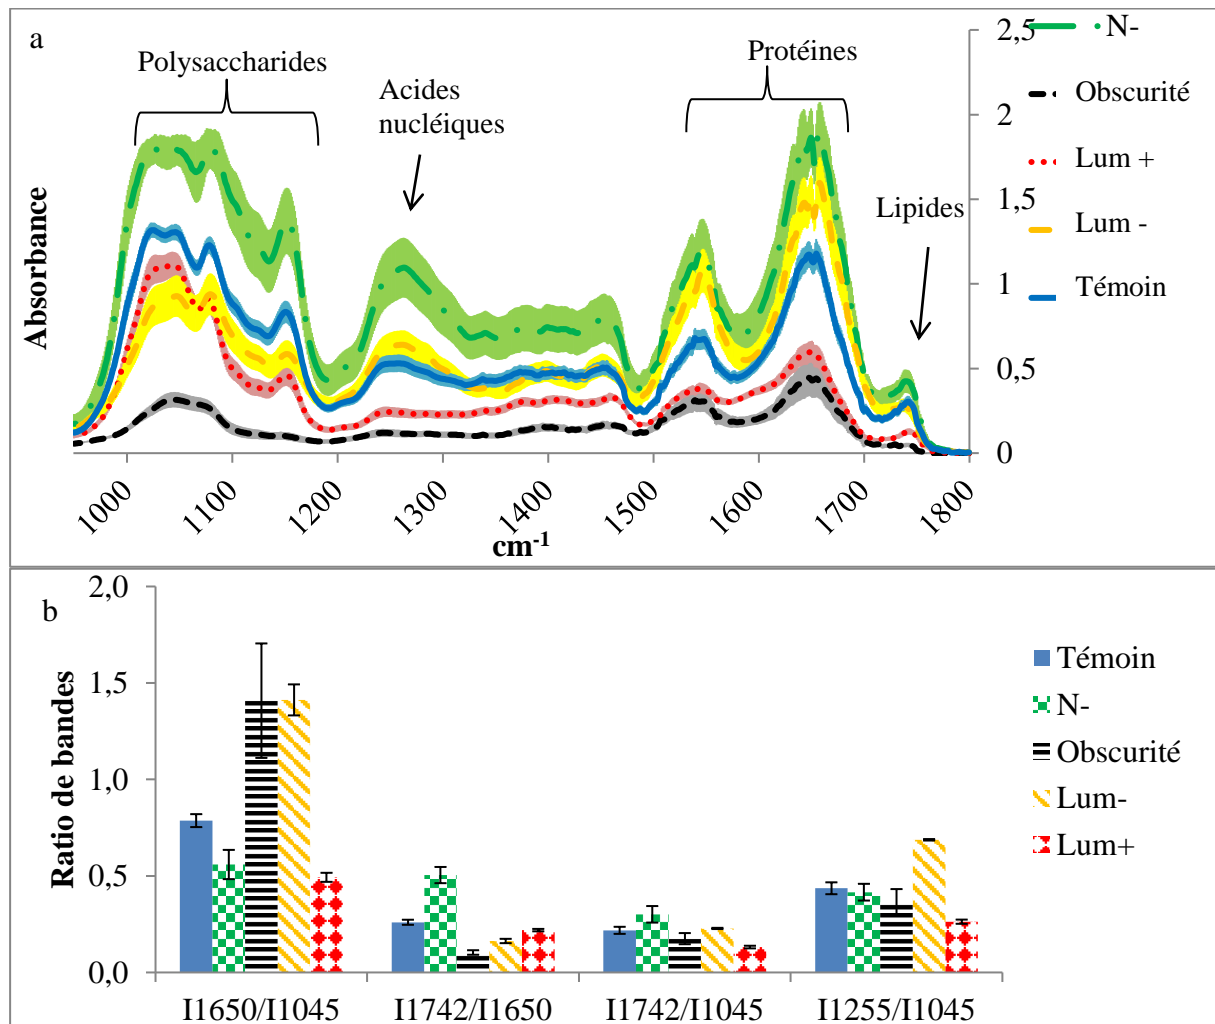 a
Polysaccharides
Acides
nucléiques
Protéines
Lipides
Absorbance
2,5
2
1,5
1
0,5
0
N-
Obscurité
Lum +
Lum -
Témoin
1000
1100
1200
1300
1400
1500
1600
1700
1800
cm-1
b
Ratio de bandes
2,0
1,5
1,0
0,5
0,0
I1650/I1045
I1742/I1650
I1742/I1045
I1255/I1045
Témoin
N-
Obscurité
Lum-
Lum+